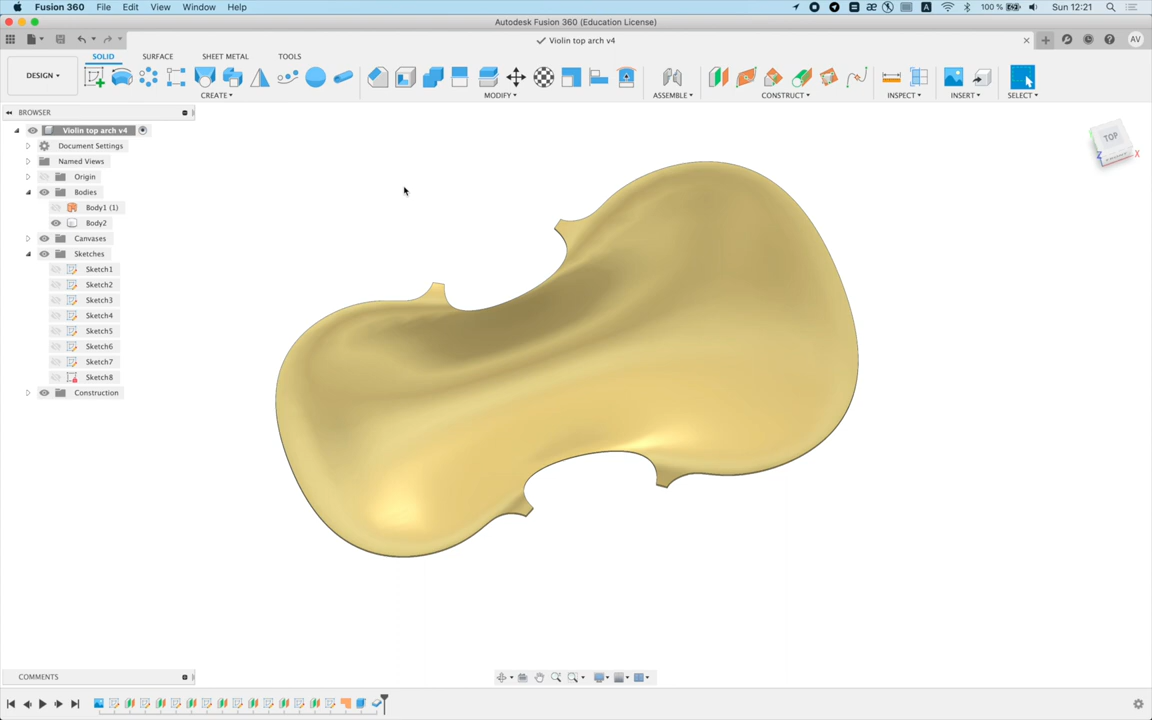 Fusion 360 File Edit View Window Help 100 % Sun 12:21
Autodesk Fusion 360 (Education License)
Violin top arch v4
AV
SOLID SURFACE SHEET METAL TOOLS
DESIGN
CREATE MODIFY ASSEMBLE CONSTRUCT INSPECT INSERT SELECT
BROWSER
Violin top arch v4
Document Settings
Named Views
Origin
Bodies
Body1 (1)
Body2
Canvases
Sketches
Sketch1
Sketch2
Sketch3
Sketch4
Sketch5
Sketch6
Sketch7
Sketch8
Construction
TOP
Z X
COMMENTS